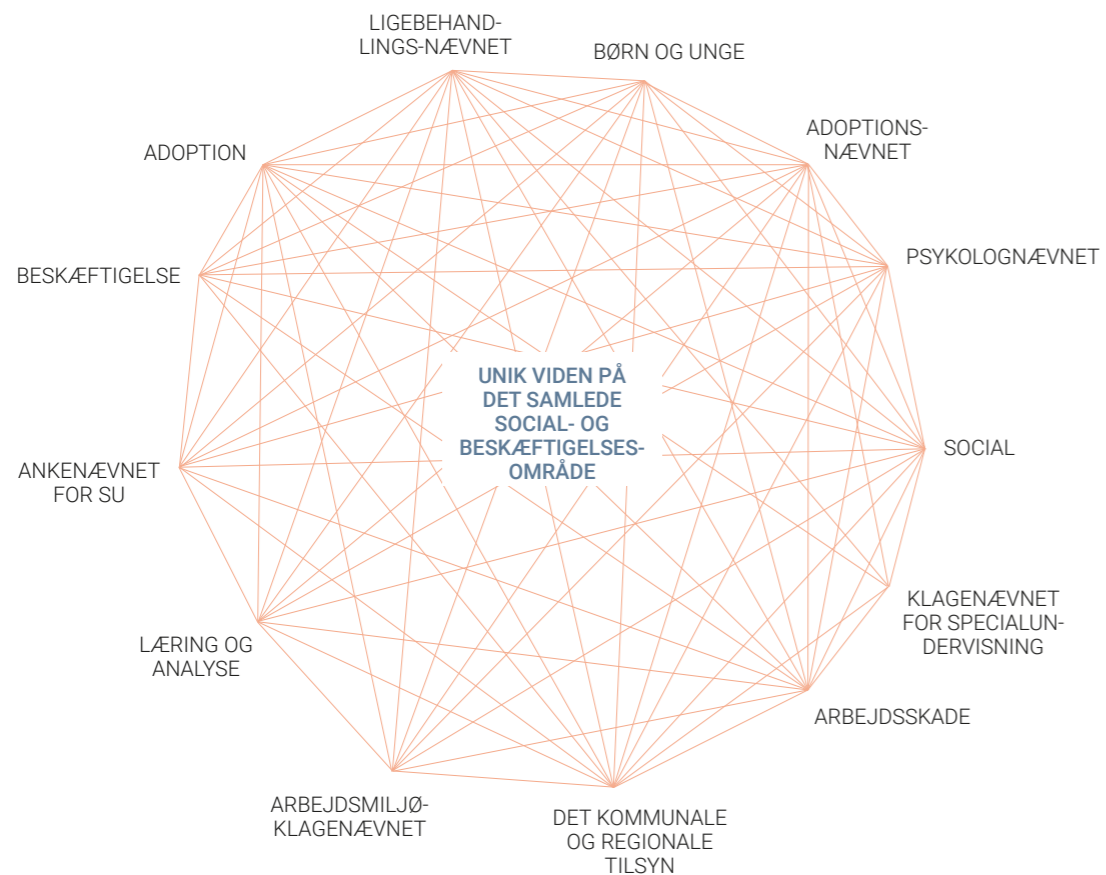 LIGEBEHAND-
LINGS-NÆVNET
BØRN OG UNGE
ADOPTIONS-
NÆVNET
ADOPTION
PSYKOLOGNÆVNET
BESKÆFTIGELSE
UNIK VIDEN PÅ
DET SAMLEDE
SOCIAL- OG
BESKÆFTIGELSES-
OMRÅDE
SOCIAL
ANKENÆVNET
FOR SU
KLAGENÆVNET
FOR SPECIALUN-
DERVISNING
LÆRING OG
ANALYSE
ARBEJDSSKADE
ARBEJDSMILJØ-
KLAGENÆVNET
DET KOMMUNALE
OG REGIONALE
TILSYN